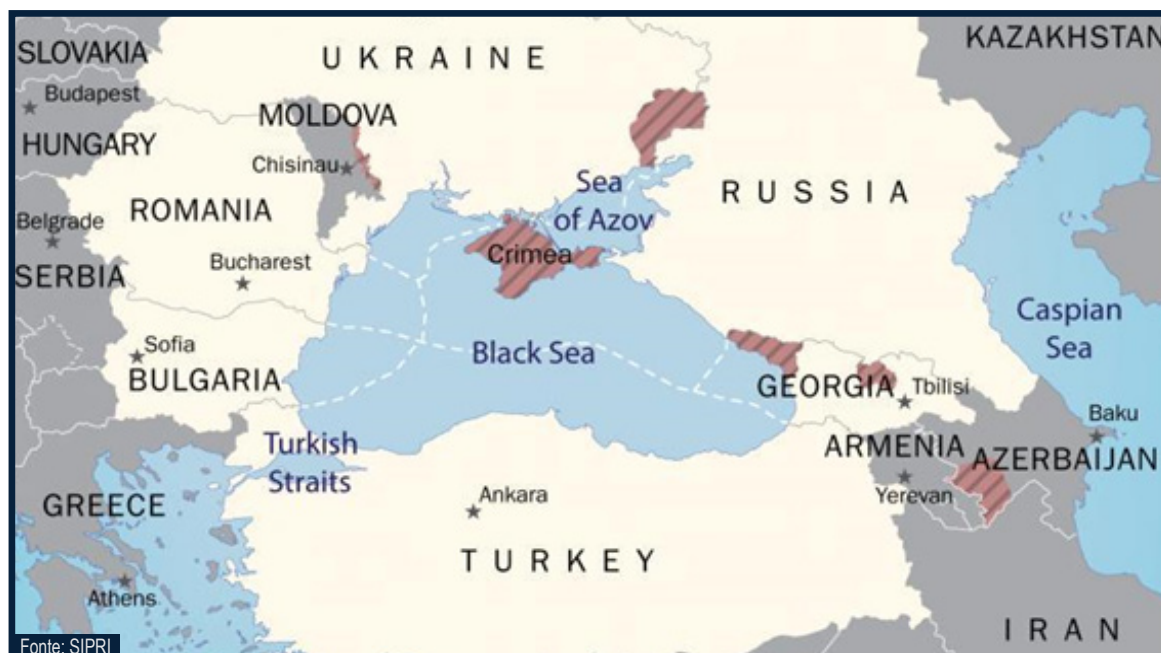 SLOVAKIA
Budapest
HUNGARY
UKRAINE
KAZAKHSTAN
MOLDOVA
Chisinau
ROMANIA
Belgrade
SERBIA
Bucharest
Sea
of Azov
RUSSIA
Crimea
Caspian
Sea
Sofia
BULGARIA
Black Sea
GEORGIA
Tbilisi
Baku
Turkish
Straits
ARMENIA
AZERBAIJAN
Yerevan
GREECE
Ankara
TURKEY
Athens
IRAN
Fonte: SIPRI